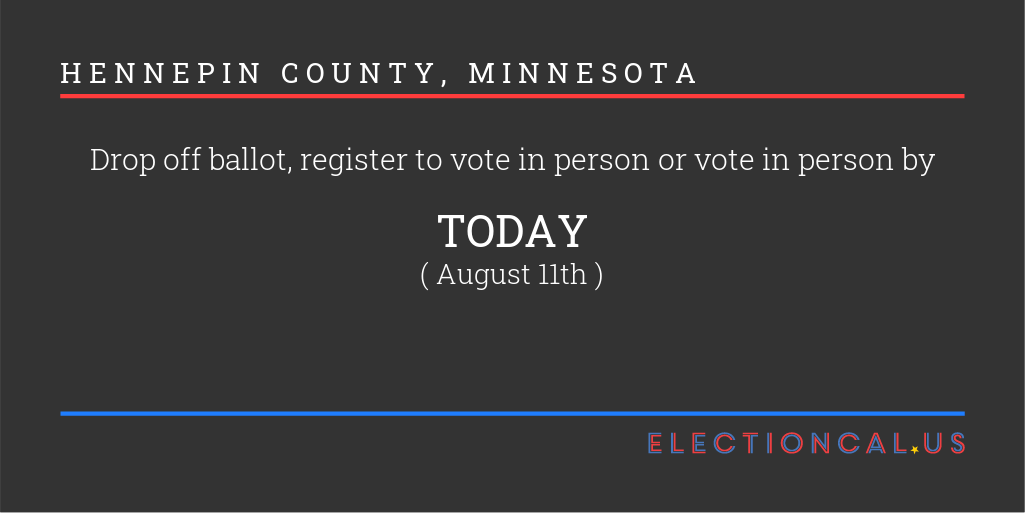 HENNEPIN COUNTY, MINNESOTA
Drop off ballot, register to vote in person or vote in person by
TODAY
( August 11th )
ELECTIONCAL.US